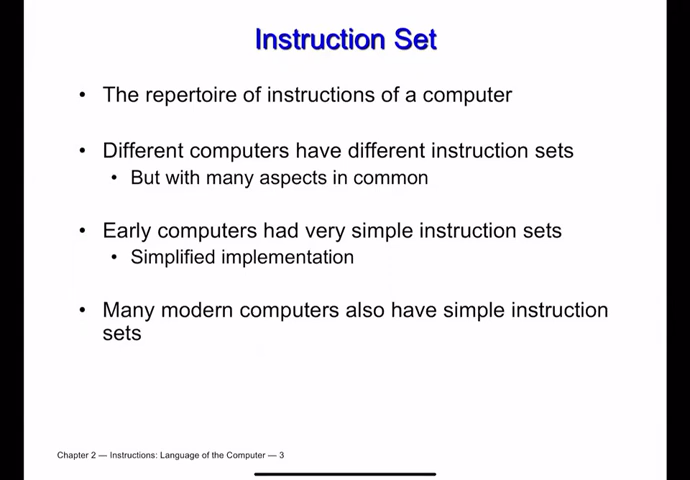 Instruction Set
• The repertoire of instructions of a computer
• Different computers have different instruction sets
• But with many aspects in common
• Early computers had very simple instruction sets
• Simplified implementation
• Many modern computers also have simple instruction
sets
Chapter 2 — Instructions: Language of the Computer — 3